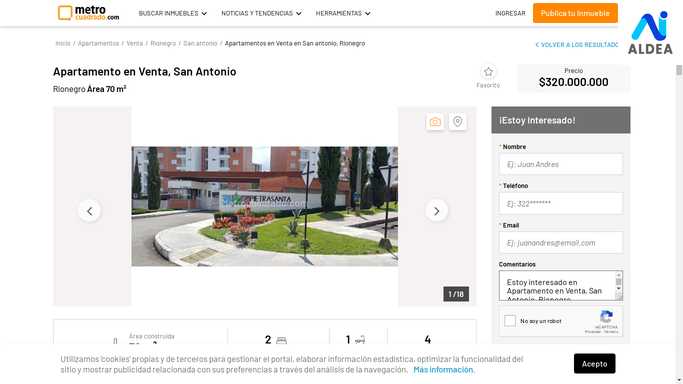 metro
cuadrado.com
BUSCAR INMUEBLES
NOTICIAS Y TENDENCIAS
HERRAMIENTAS
INGRESAR
Publica tu Inmueble
ALDEA
Inicio / Apartamentos / Venta / Rionegro / San antonio / Apartamentos en Venta en San antonio, Rionegro
VOLVER A LOS RESULTADO
Apartamento en Venta, San Antonio
Rionegro Área 70 m²
Favorito
Precio
$320.000.000
PIETRASANTA
1 /18
¡Estoy Interesado!
* Nombre
Ej: Juan Andres
* Teléfono
Ej: 322*******
* Email
Ej: juanandres@email.com
Comentarios
Estoy interesado en
Apartamento en Venta, San
Antonio, Rionegro
No soy un robot
reCAPTCHA
Privacidad - Términos
Área construida
2
1
4
Utilizamos 'cookies' propias y de terceros para gestionar el portal, elaborar información estadística, optimizar la funcionalidad del
sitio y mostrar publicidad relacionada con sus preferencias a través del análisis de la navegación. Más información.
Acepto